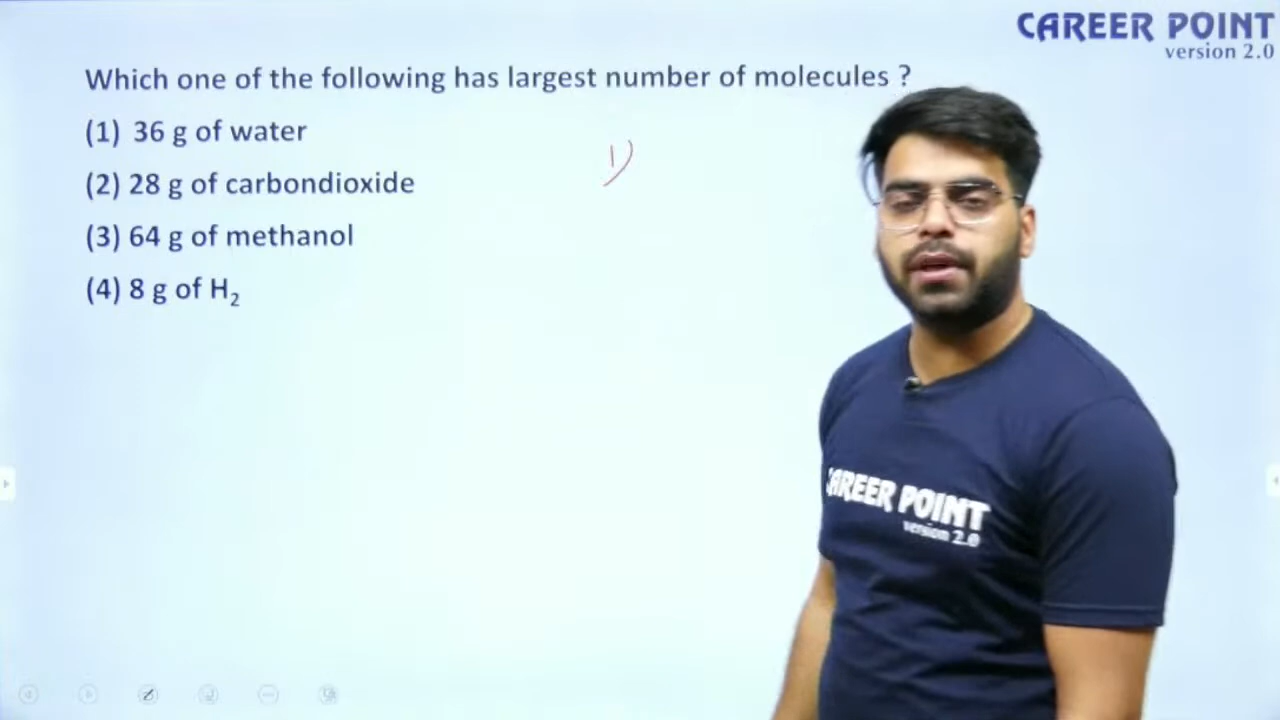 CAREER POINT
version 2.0
Which one of the following has largest number of molecules ?
(1) 36 g of water
(2) 28 g of carbondioxide
(3) 64 g of methanol
(4) 8 g of H₂
1)
CAREER POINT
version 2.0